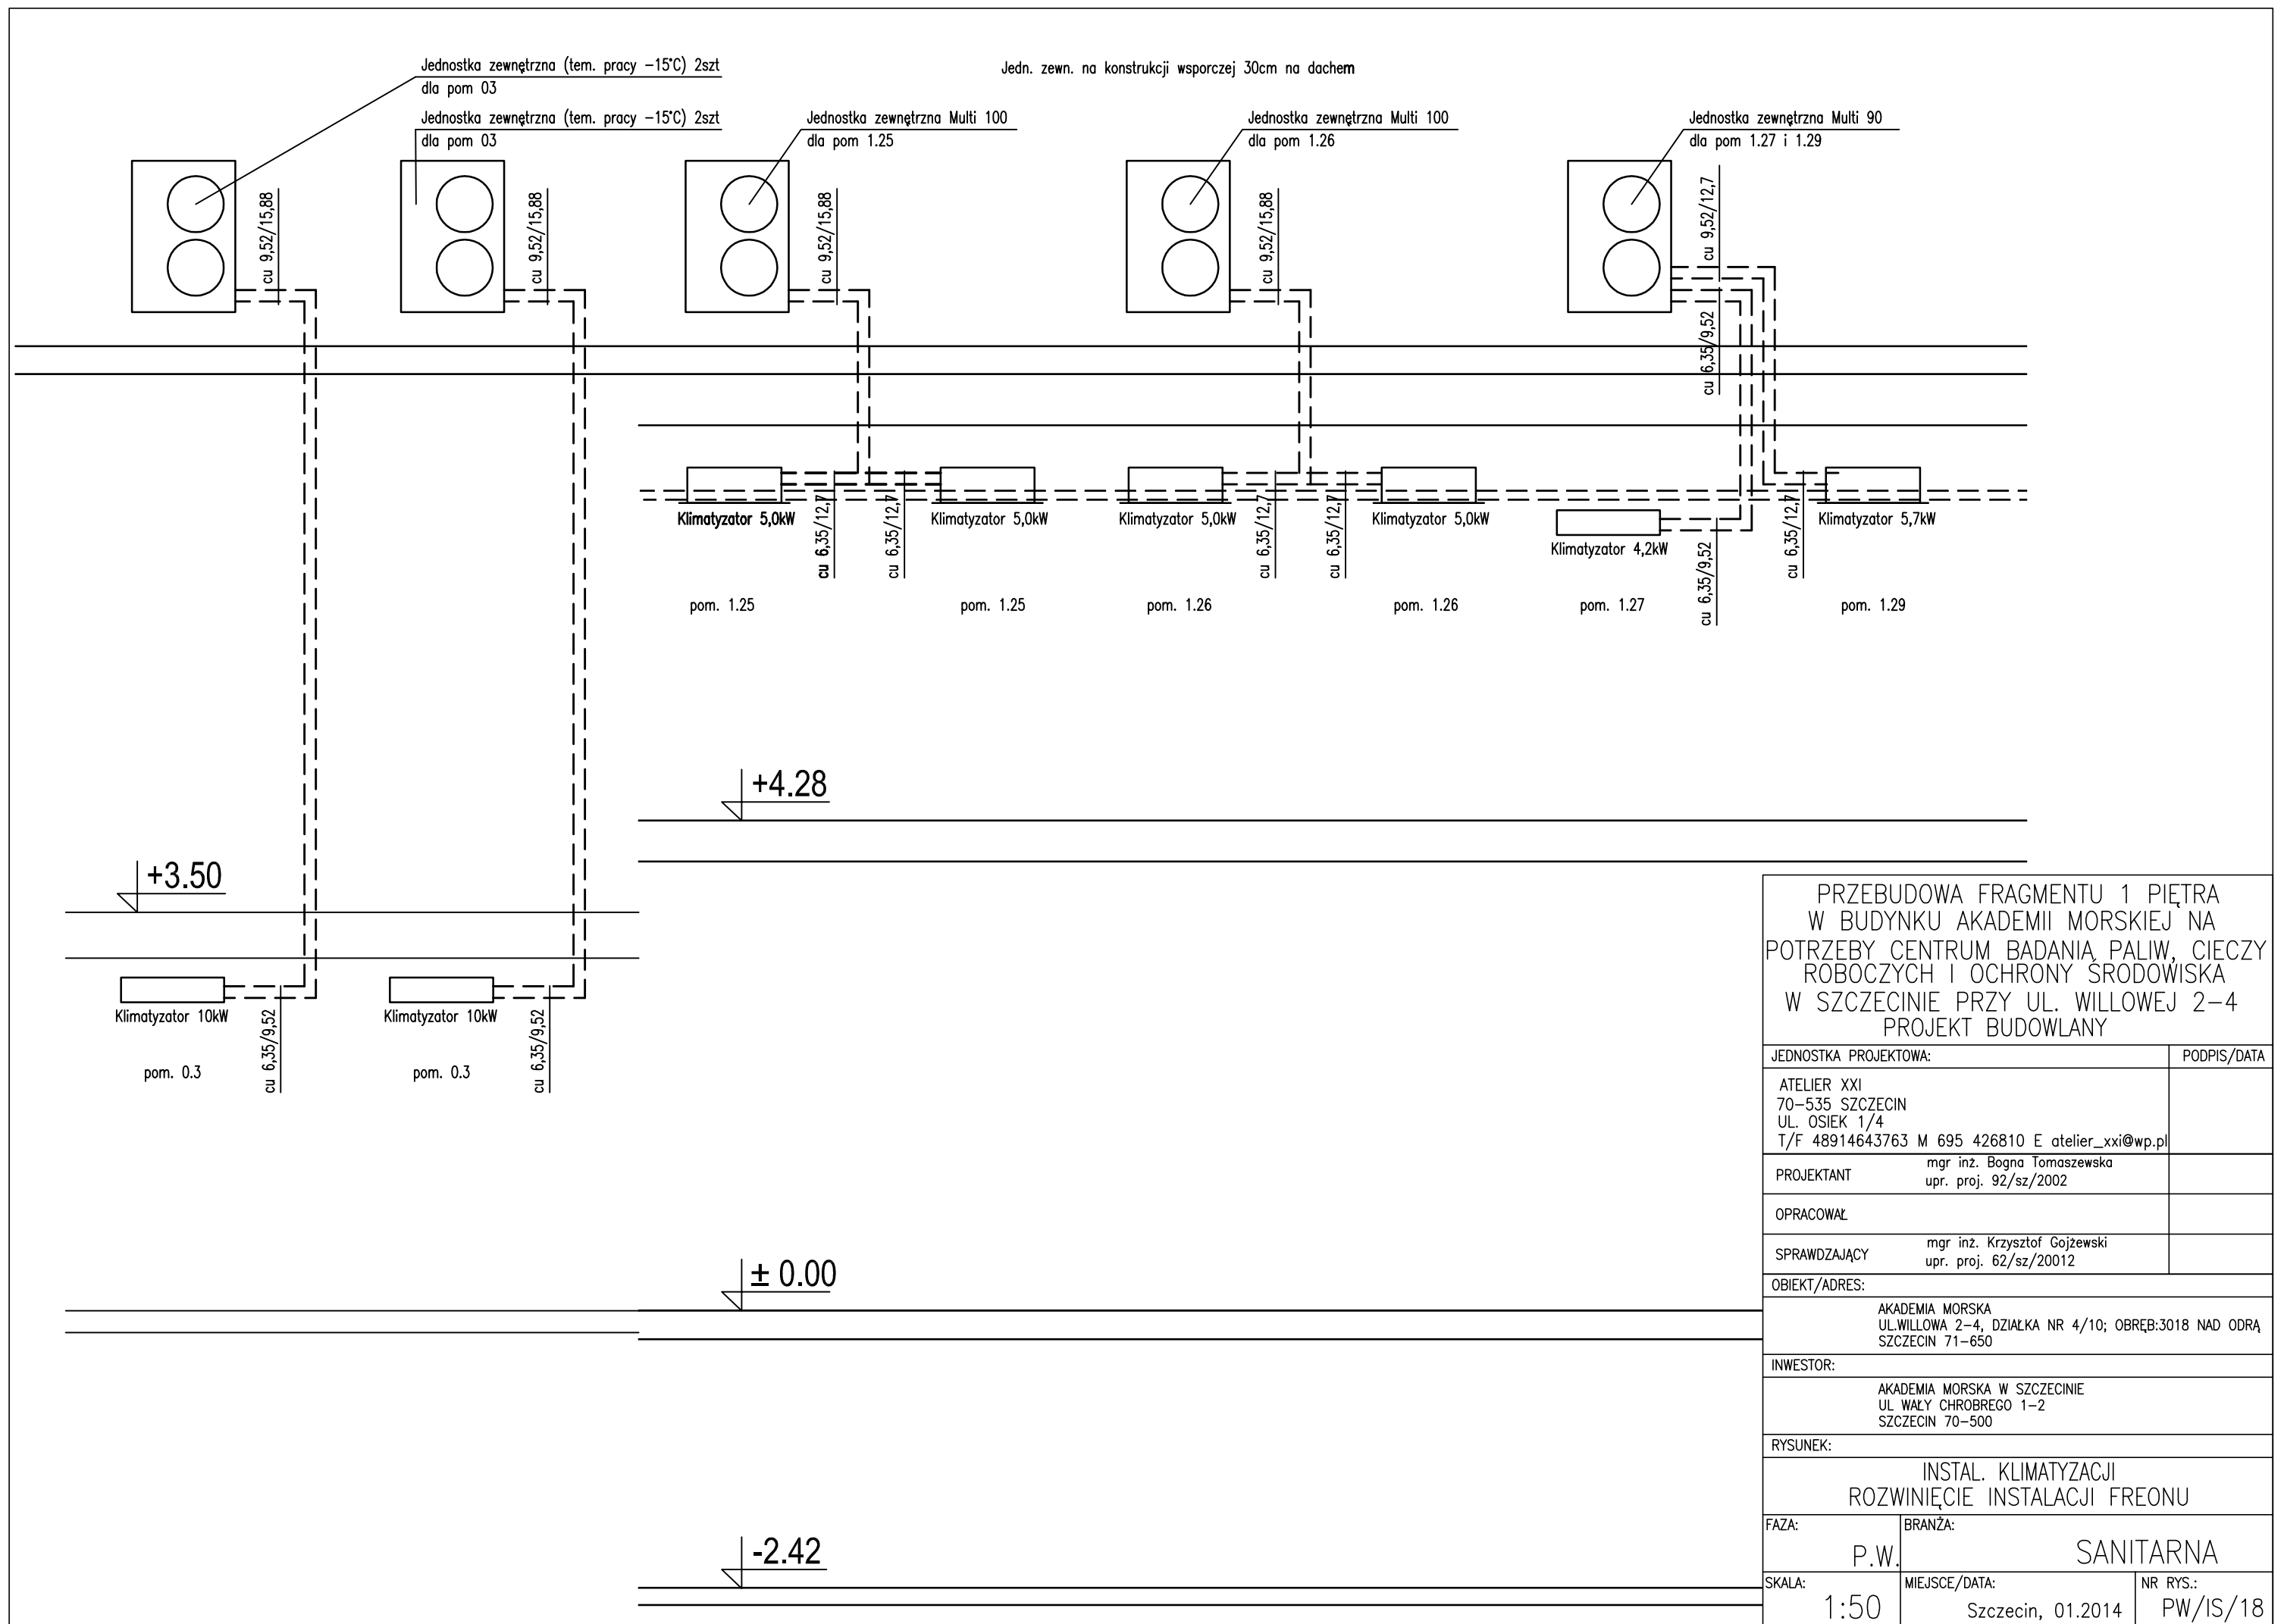 Jednostka zewnętrzna (tem. pracy -15°C) 2szt
dla pom 03
Jedn. zewn. na konstrukcji wsporczej 30cm na dachem
Jednostka zewnętrzna (tem. pracy -15°C) 2szt
dla pom 03
Jednostka zewnętrzna Multi 100
dla pom 1.25
Jednostka zewnętrzna Multi 100
dla pom 1.26
Jednostka zewnętrzna Multi 90
dla pom 1.27 i 1.29
cu 9,52/15,88
cu 9,52/15,88
cu 9,52/15,88
cu 9,52/15,88
cu 9,52/12,7
cu 6,35/9,52
Klimatyzator 5,0kW
cu 6,35/12,7
cu 6,35/12,7
Klimatyzator 5,0kW
Klimatyzator 5,0kW
cu 6,35/12,7
cu 6,35/12,7
Klimatyzator 5,0kW
Klimatyzator 4,2kW
cu 6,35/9,52
cu 6,35/12,7
Klimatyzator 5,7kW
pom. 1.25
pom. 1.25
pom. 1.26
pom. 1.26
pom. 1.27
pom. 1.29
+4.28
+3.50
Klimatyzator 10kW
cu 6,35/9,52
Klimatyzator 10kW
cu 6,35/9,52
pom. 0.3
pom. 0.3
± 0.00
-2.42
PRZEBUDOWA FRAGMENTU 1 PIĘTRA
W BUDYNKU AKADEMII MORSKIEJ NA
POTRZEBY CENTRUM BADANIA PALIW, CIECZY
ROBOCZYCH I OCHRONY ŚRODOWISKA
W SZCZECINIE PRZY UL. WILLOWEJ 2-4
PROJEKT BUDOWLANY
JEDNOSTKA PROJEKTOWA:
PODPIS/DATA
ATELIER XXI
70-535 SZCZECIN
UL. OSIEK 1/4
T/F 48914643763 M 695 426810 E atelier_xxi@wp.pl
PROJEKTANT
mgr inż. Bogna Tomaszewska
upr. proj. 92/sz/2002
OPRACOWAŁ
SPRAWDZAJĄCY
mgr inż. Krzysztof Gojżewski
upr. proj. 62/sz/20012
OBIEKT/ADRES:
AKADEMIA MORSKA
UL.WILLOWA 2-4, DZIAŁKA NR 4/10; OBRĘB:3018 NAD ODRĄ
SZCZECIN 71-650
INWESTOR:
AKADEMIA MORSKA W SZCZECINIE
UL WAŁY CHROBREGO 1-2
SZCZECIN 70-500
RYSUNEK:
INSTAL. KLIMATYZACJI
ROZWINIĘCIE INSTALACJI FREONU
FAZA:
P.W.
BRANŻA:
SANITARNA
SKALA:
1:50
MIEJSCE/DATA:
Szczecin, 01.2014
NR RYS.:
PW/IS/18